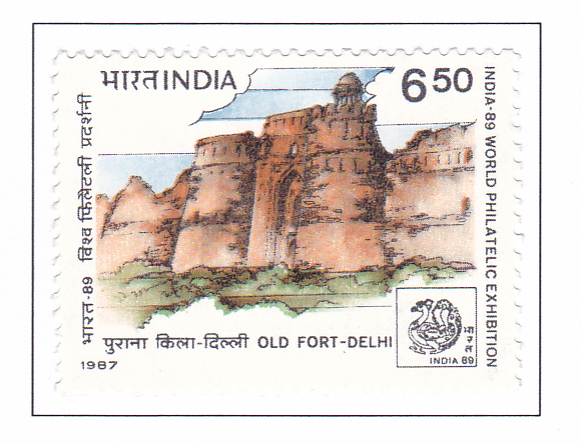 भारत INDIA
6.50
भारत-89 विश्व फिलैटली प्रदर्शनी
INDIA-89 WORLD PHILATELIC EXHIBITION
पुराना किला-दिल्ली OLD FORT-DELHI
1987
भारत
INDIA 89